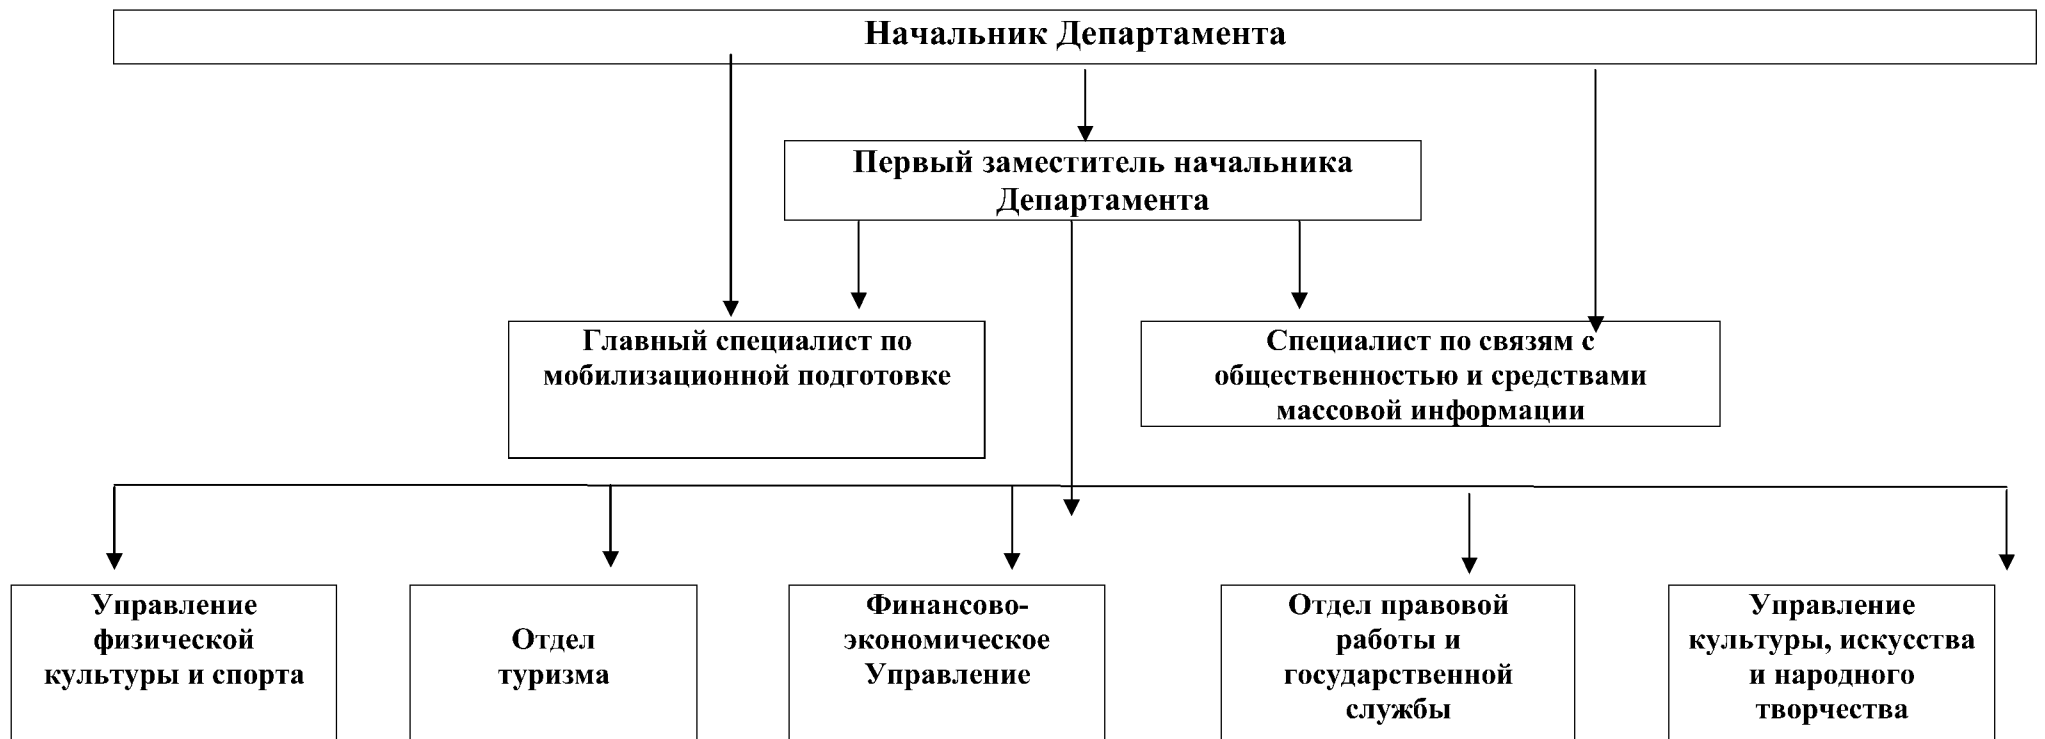 Начальник Департамента
Первый заместитель начальника
Департамента
Главный специалист по
мобилизационной подготовке
Специалист по связям с
общественностью и средствами
массовой информации
Управление
физической
культуры и спорта
Отдел
туризма
Финансово-
экономическое
Управление
Отдел правовой
работы и
государственной
службы
Управление
культуры, искусства
и народного
творчества